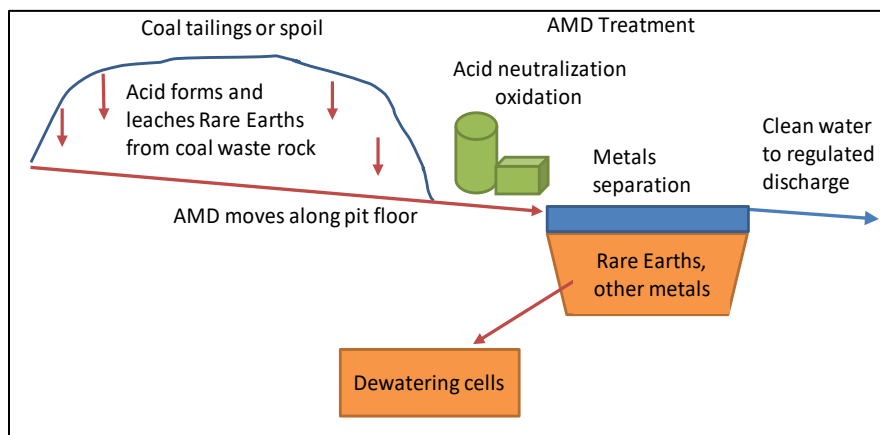 Coal tailings or spoil
AMD Treatment
Acid neutralization
oxidation
Acid forms and
leaches Rare Earths
from coal waste rock
Clean water
to regulated
discharge
Metals
separation
AMD moves along pit floor
Rare Earths,
other metals
Dewatering cells